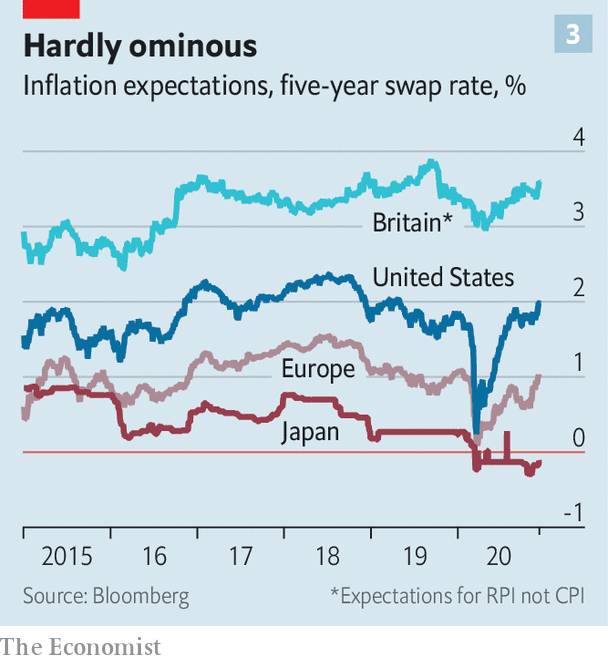 Hardly ominous
3
Inflation expectations, five-year swap rate, %
4
3
Britain*
United States
2
Europe
1
Japan
0
-1
2015 16 17 18 19 20
Source: Bloomberg
*Expectations for RPI not CPI
The Economist